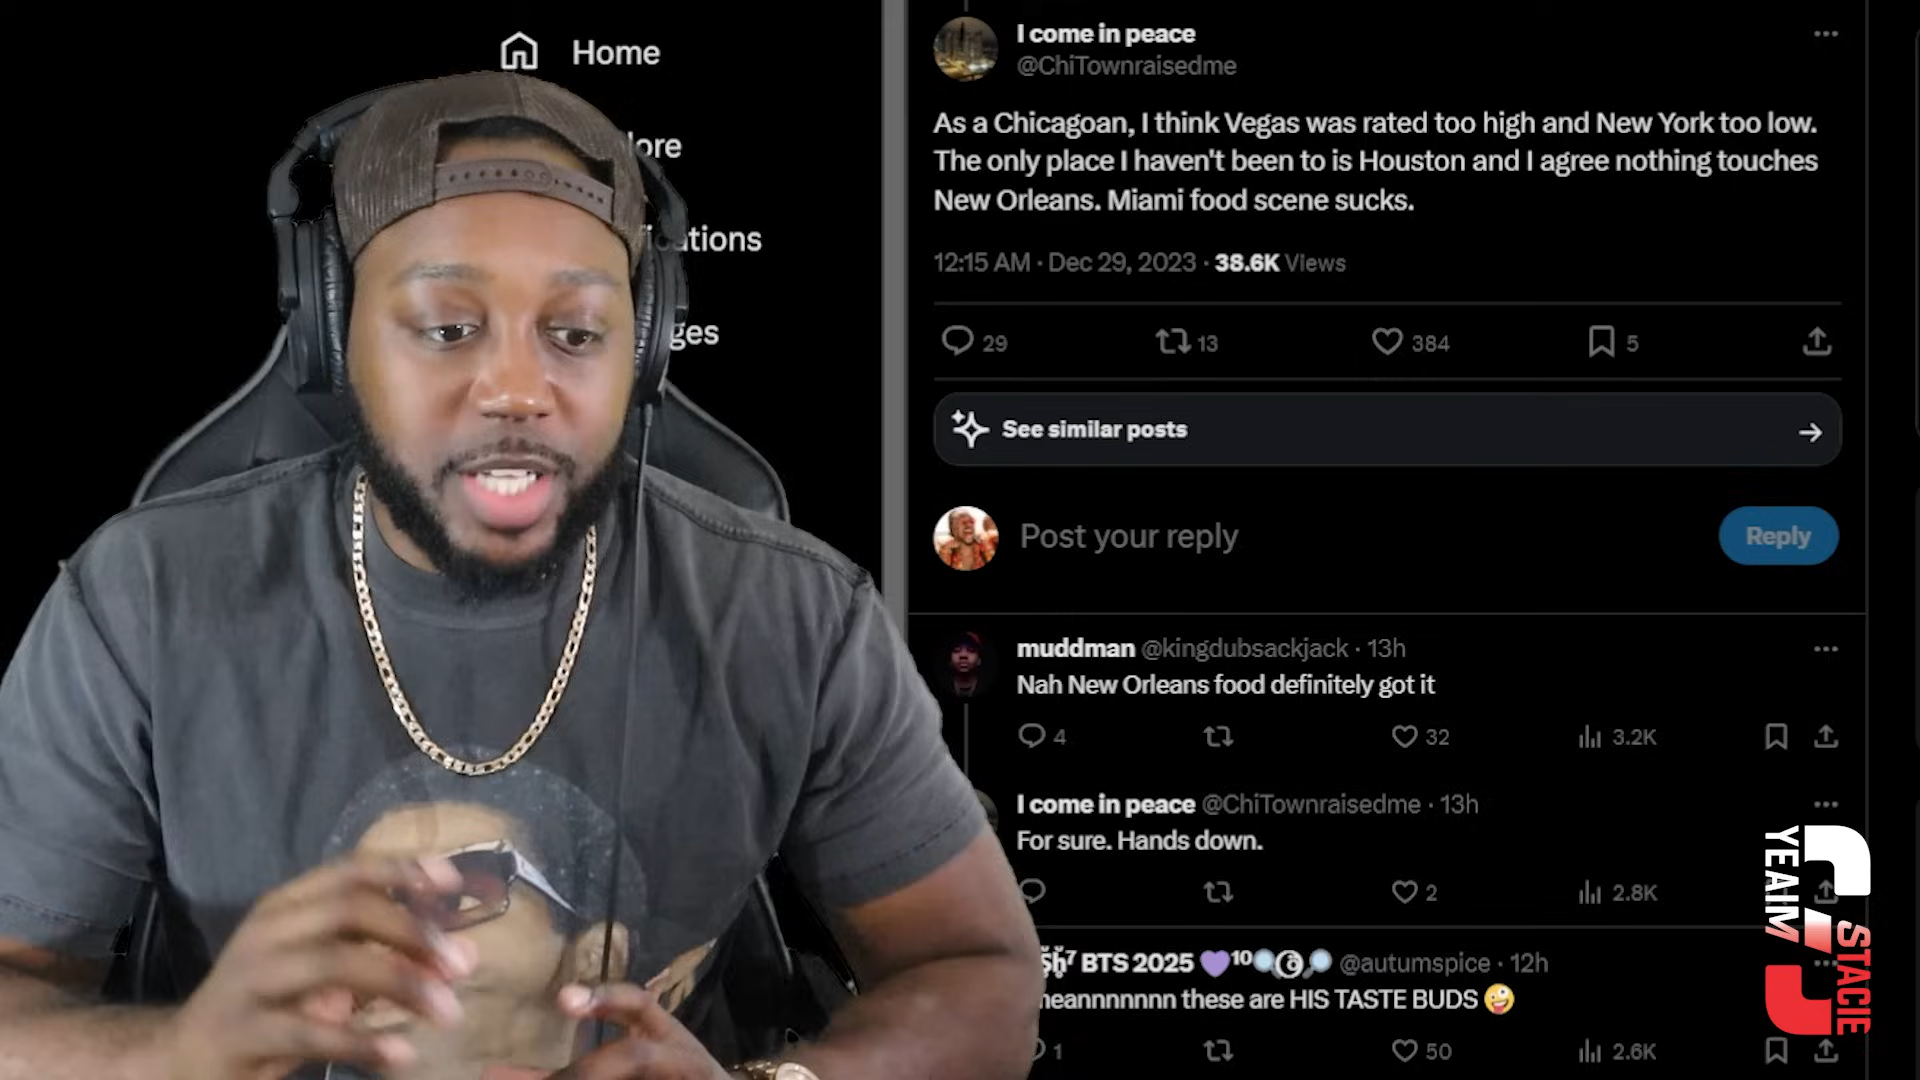 Home
lore
fications
ges
I come in peace
@ChiTownraisedme
As a Chicagoan, I think Vegas was rated too high and New York too low.
The only place I haven't been to is Houston and I agree nothing touches
New Orleans. Miami food scene sucks.
12:15 AM · Dec 29, 2023 · 38.6K Views
29 13 384 5
See similar posts
Post your reply
Reply
muddman @kingdubsackjack · 13h
Nah New Orleans food definitely got it
4 32 3.2K
I come in peace @ChiTownraisedme · 13h
For sure. Hands down.
2 2.8K
BTS 2025 💜¹⁰ @autumspice · 12h
neannnnnnn these are HIS TASTE BUDS 🤪
1 50 2.6K
YEAIM
STACIE